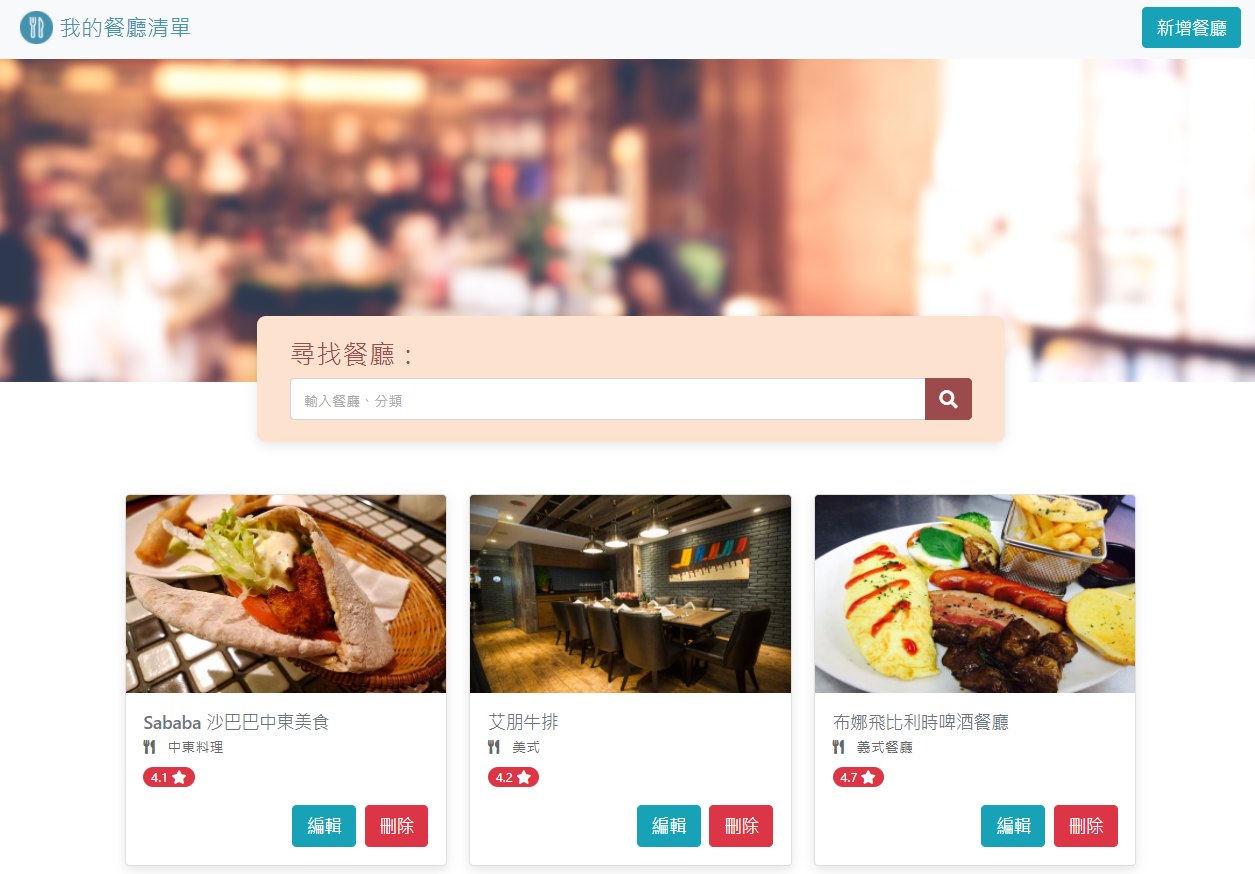 我的餐廳清單
新增餐廳
尋找餐廳：
輸入餐廳、分類
Sababa 沙巴巴中東美食
中東料理
4.1
編輯
刪除
艾朋牛排
美式
4.2
編輯
刪除
布娜飛比利時啤酒餐廳
義式餐廳
4.7
編輯
刪除